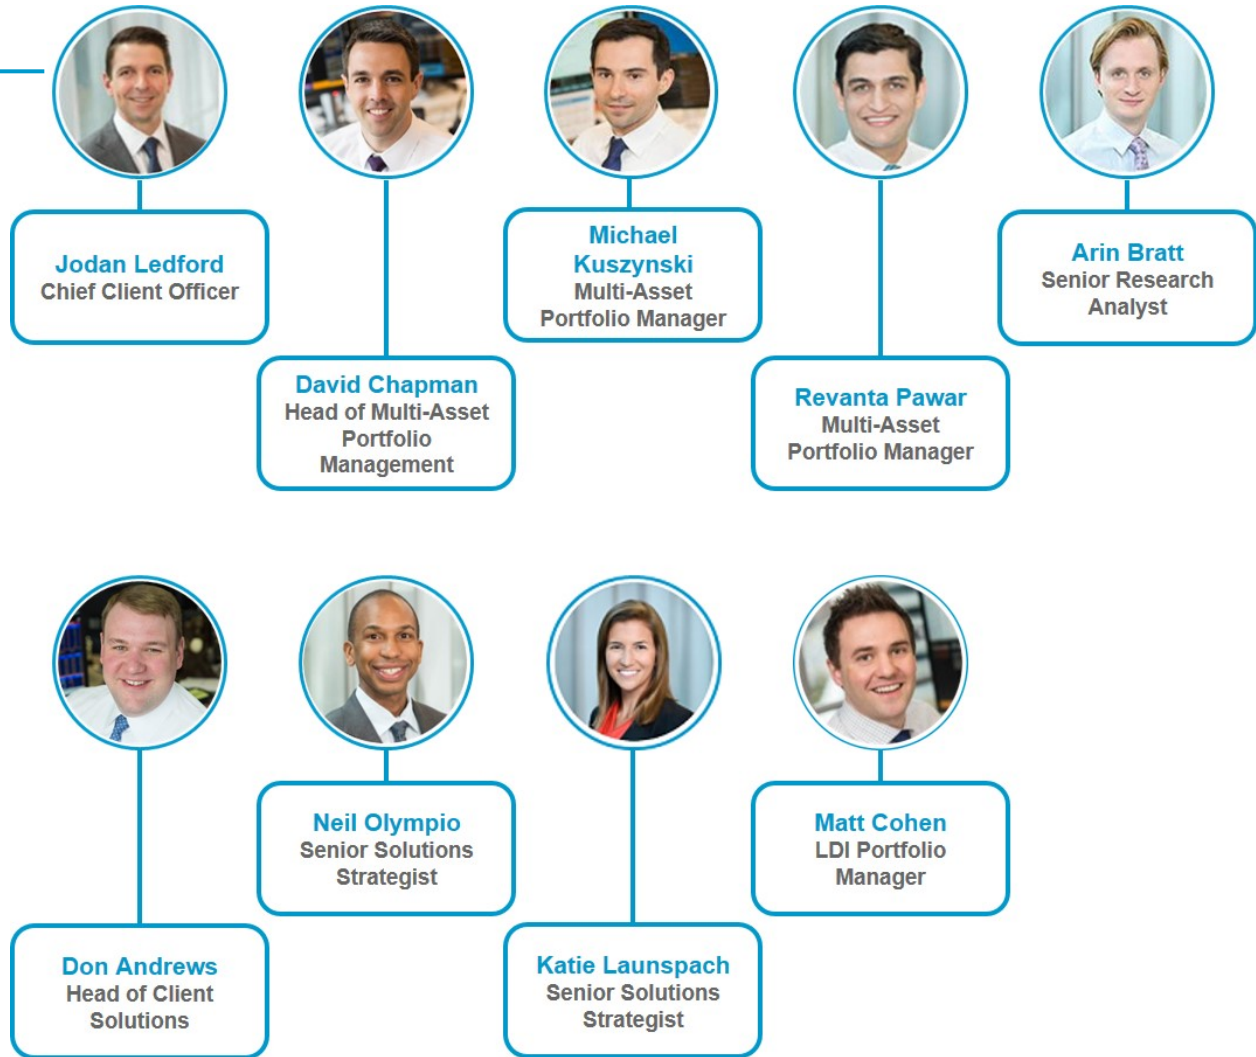 Jodan Ledford
Chief Client Officer
David Chapman
Head of Multi-Asset
Portfolio
Management
Michael
Kuszynski
Multi-Asset
Portfolio Manager
Revanta Pawar
Multi-Asset
Portfolio Manager
Arin Bratt
Senior Research
Analyst
Don Andrews
Head of Client
Solutions
Neil Olympio
Senior Solutions
Strategist
Katie Launspach
Senior Solutions
Strategist
Matt Cohen
LDI Portfolio
Manager